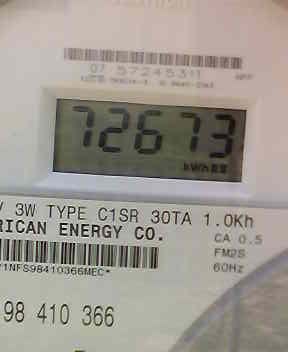 07 57245311
72673
kWh
V 3W TYPE C1SR 30TA 1.0Kh
RICAN ENERGY CO.
CA 0.5
FM2S
60Hz
1NFS98410366MEC*
98 410 366